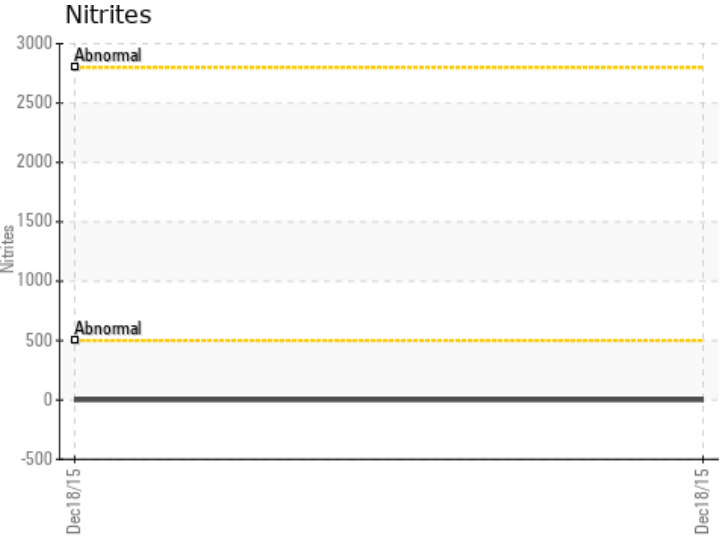 Nitrites
3000
Abnormal
2500
2000
1500
Nitrites
1000
Abnormal
500
0
-500
Dec18/15
Dec18/15